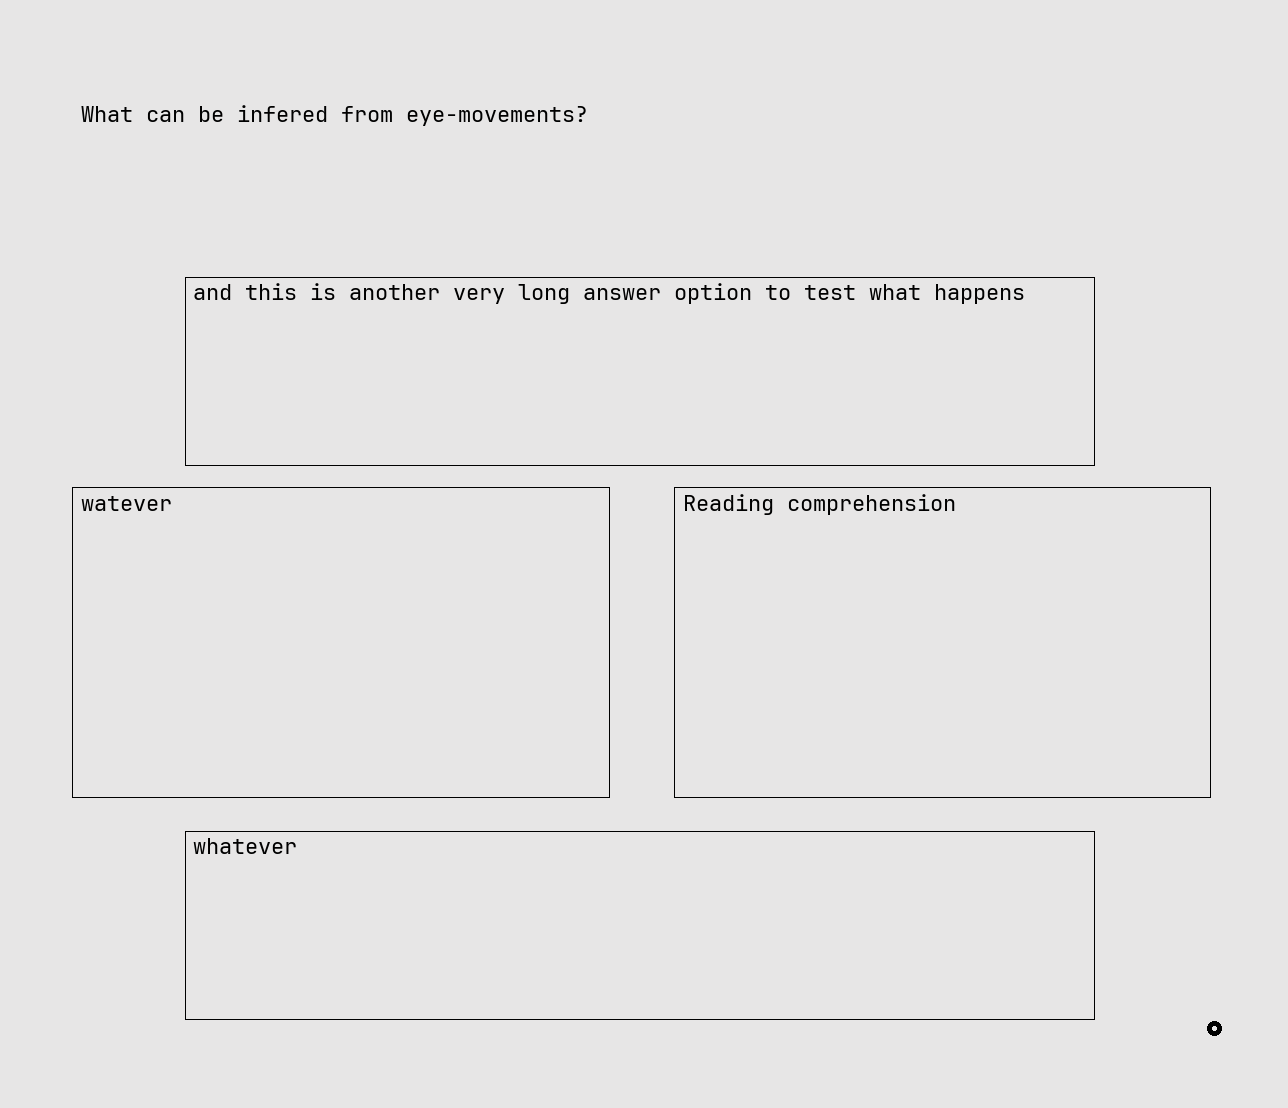 What can be infered from eye-movements?
and this is another very long answer option to test what happens
watever
Reading comprehension
whatever